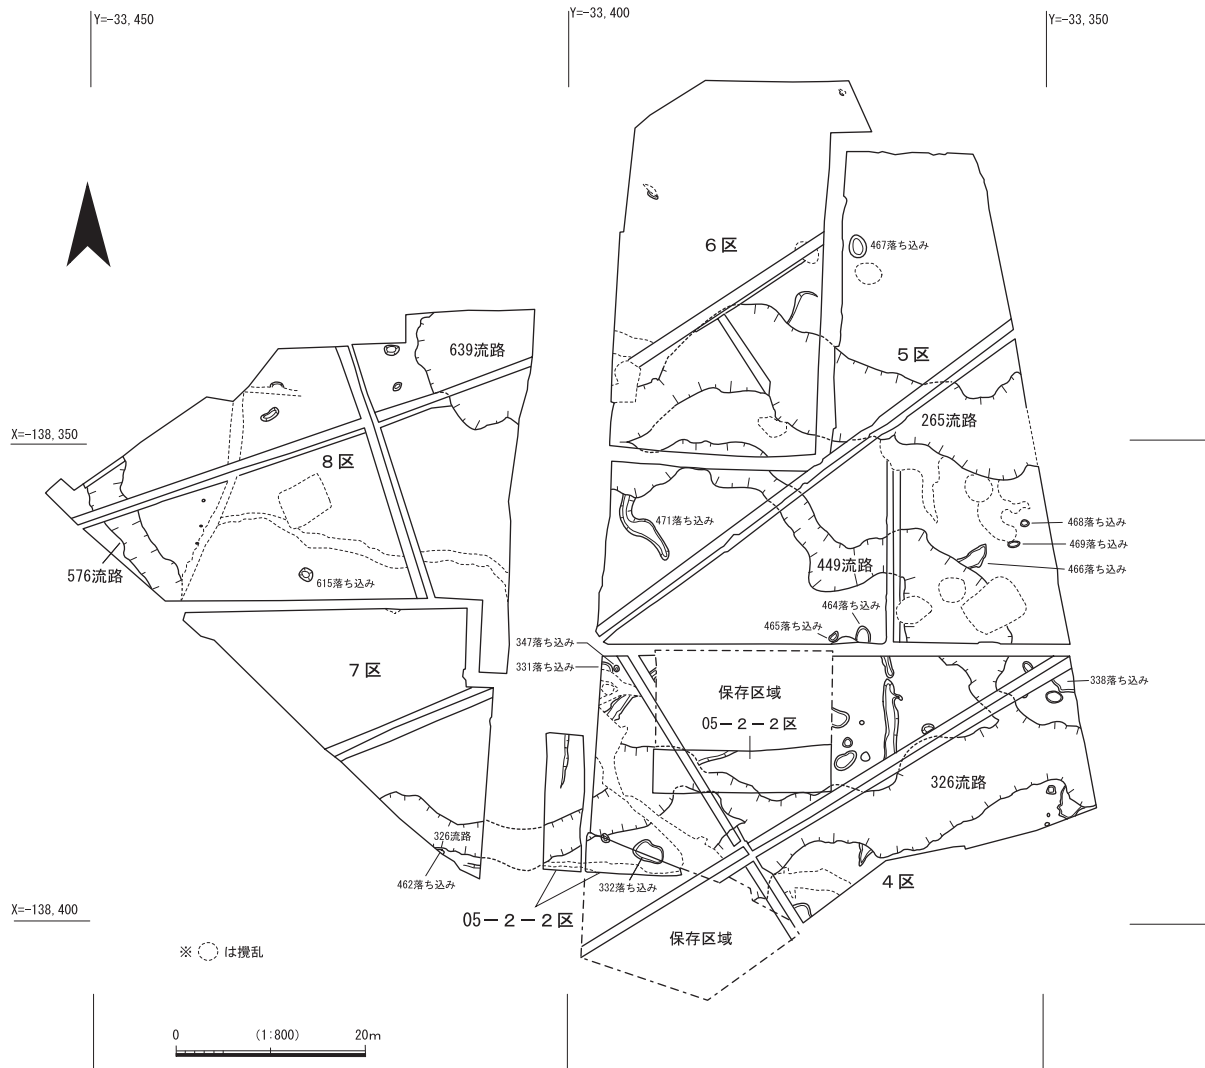 Y=-33,450
Y=-33,400
Y=-33,350
6区
467落ち込み
5区
639流路
265流路
X=-138,350
8区
471落ち込み
468落ち込み
469落ち込み
466落ち込み
449流路
576流路
615落ち込み
464落ち込み
465落ち込み
347落ち込み
331落ち込み
7区
338落ち込み
保存区域
05－2－2区
326流路
326流路
462落ち込み
332落ち込み
4区
X=-138,400
05－2－2区
保存区域
※ は攪乱
0 (1:800) 20m